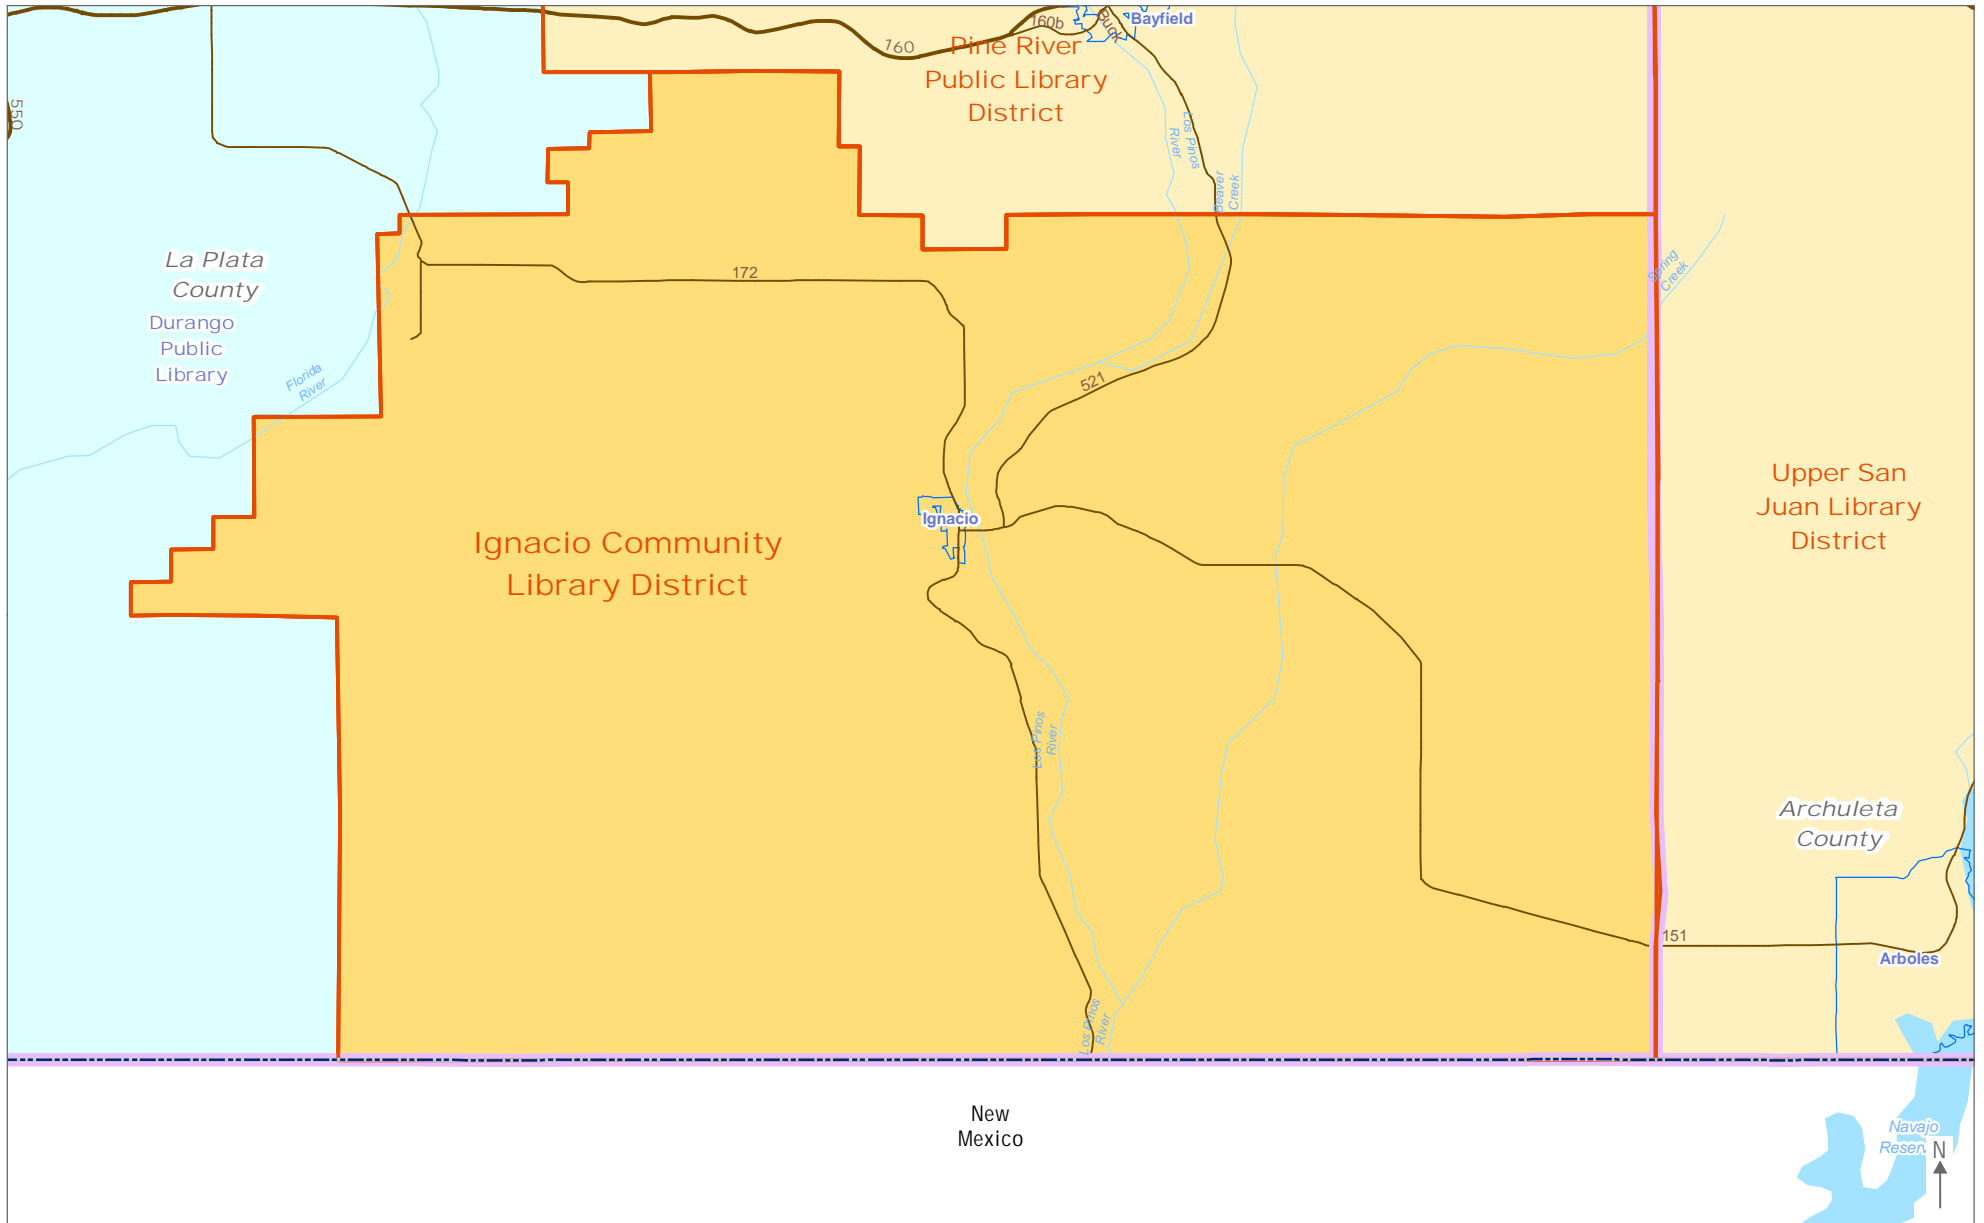 Bayfield
160b
Buck
160
Pine River
Public Library
District
550
Los Pinos
River
Beaver
Creek
La Plata
County
Durango
Public
Library
172
Spring
Creek
Florida
River
521
Upper San
Juan Library
District
Ignacio
Ignacio Community
Library District
Los Pinos
River
Archuleta
County
151
Arboles
Los Pinos
River
New
Mexico
Navajo
N